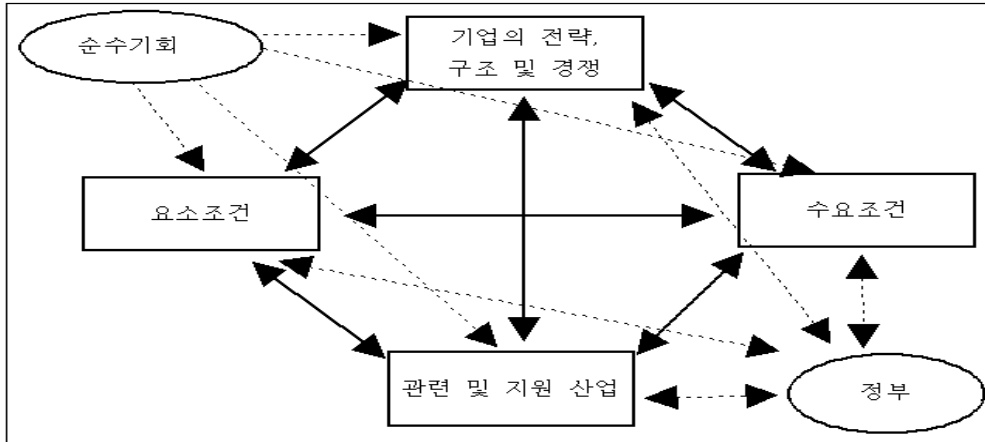 순수기회
기업의 전략,
구조 및 경쟁
요소조건
수요조건
관련 및 지원 산업
정부